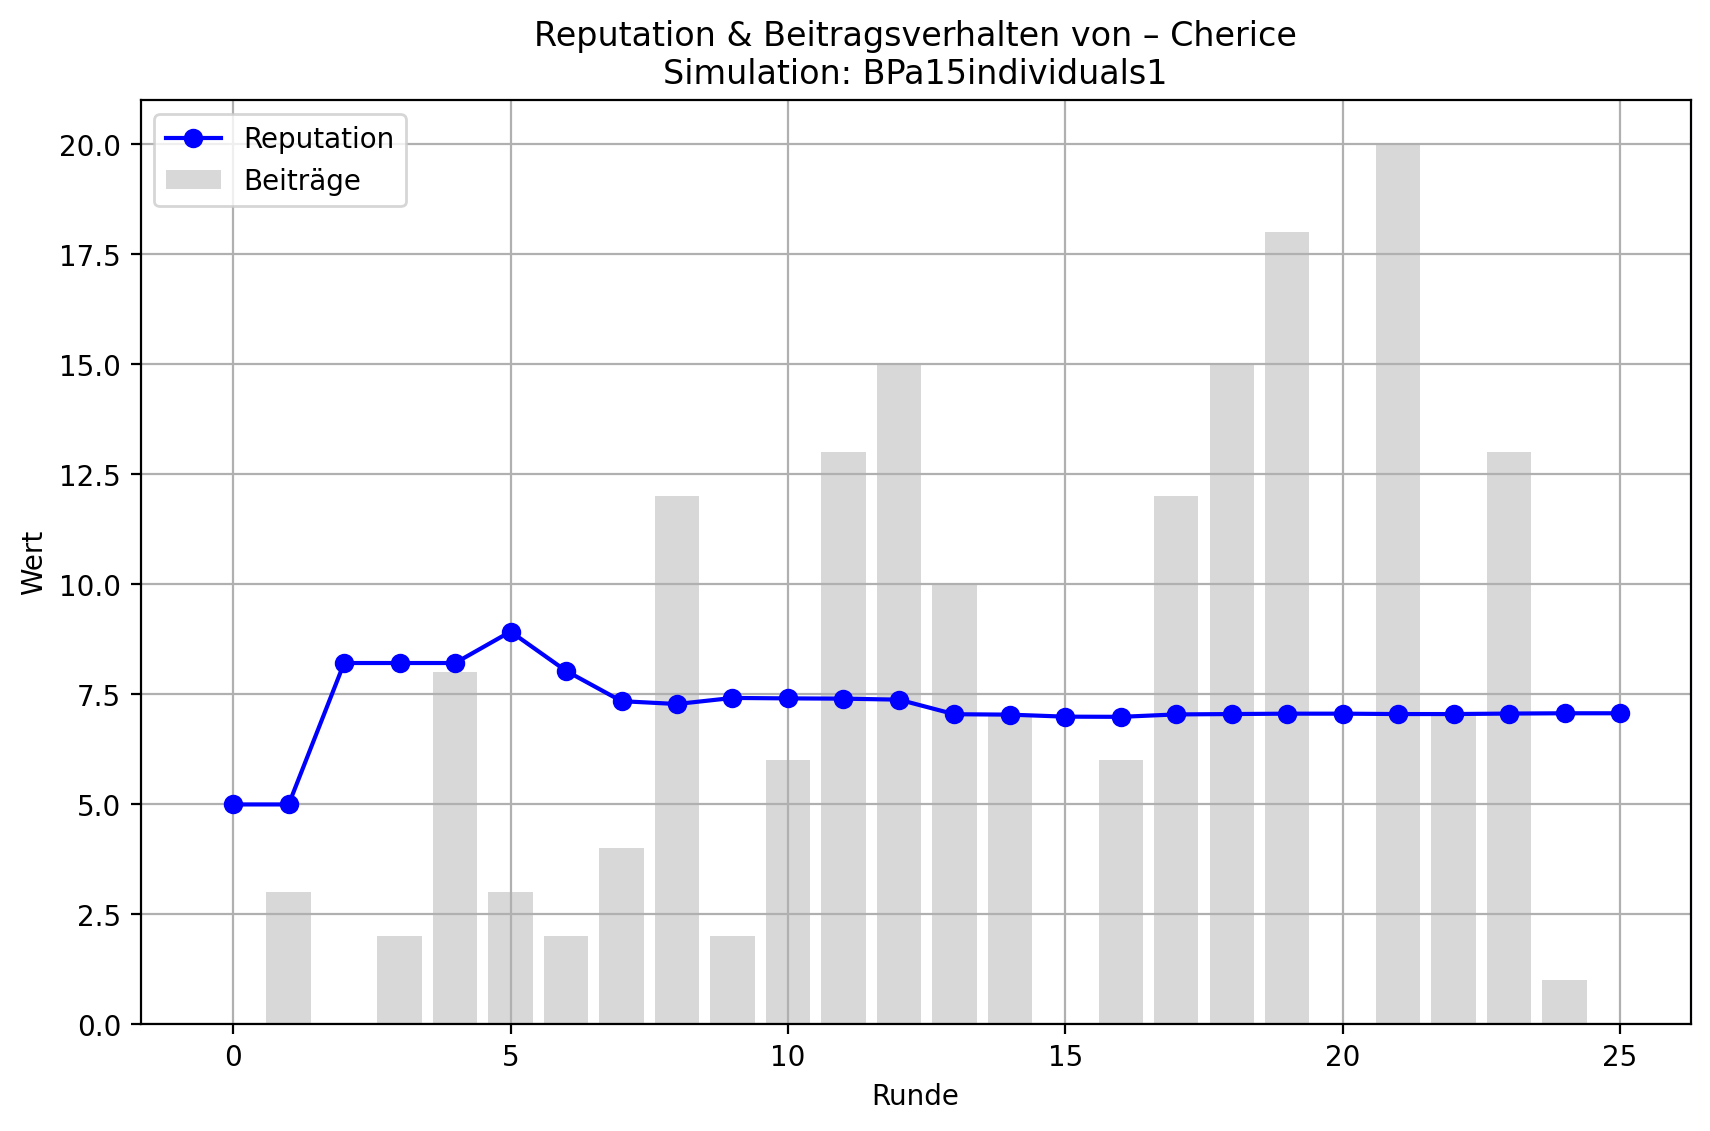 Reputation & Beitragsverhalten von – Cherice
Simulation: BPa15individuals1
Reputation
Beiträge
20.0
17.5
15.0
12.5
10.0
7.5
5.0
2.5
0.0
Wert
0 5 10 15 20 25
Runde